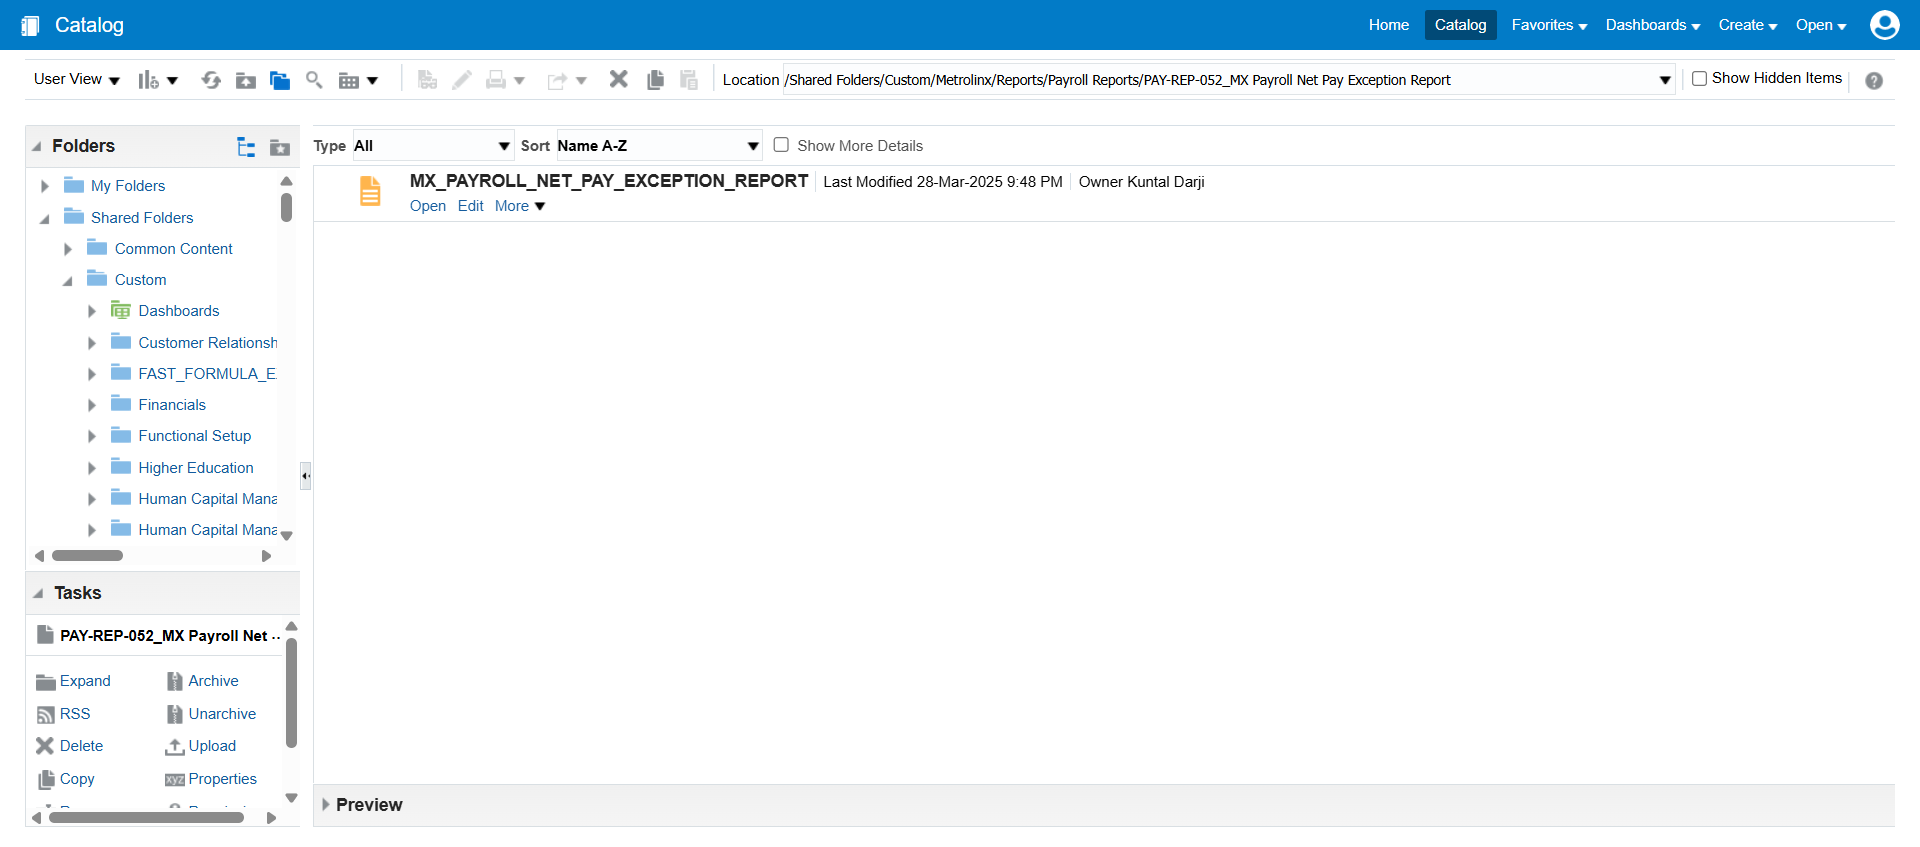 Catalog
Home Catalog Favorites Dashboards Create Open
User View
Location /Shared Folders/Custom/Metrolinx/Reports/Payroll Reports/PAY-REP-052_MX Payroll Net Pay Exception Report
Show Hidden Items
Folders
My Folders
Shared Folders
Common Content
Custom
Dashboards
Customer Relationsh
FAST_FORMULA_E
Financials
Functional Setup
Higher Education
Human Capital Mana
Human Capital Mana
Tasks
PAY-REP-052_MX Payroll Net ..
Expand Archive
RSS Unarchive
Delete Upload
Copy xyz Properties
Type All Sort Name A-Z Show More Details
MX_PAYROLL_NET_PAY_EXCEPTION_REPORT Last Modified 28-Mar-2025 9:48 PM Owner Kuntal Darji
Open Edit More
Preview